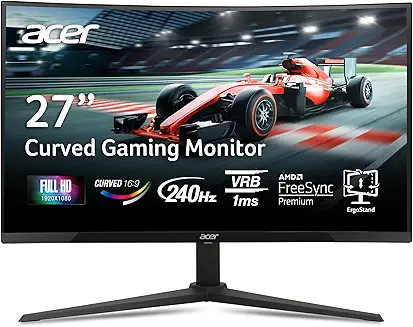 acer
27”
Curved Gaming Monitor
FULL HD
1920X1080
CURVED 16:9
240Hz
VRB
1ms
AMD
FreeSync
Premium
ErgoStand
acer